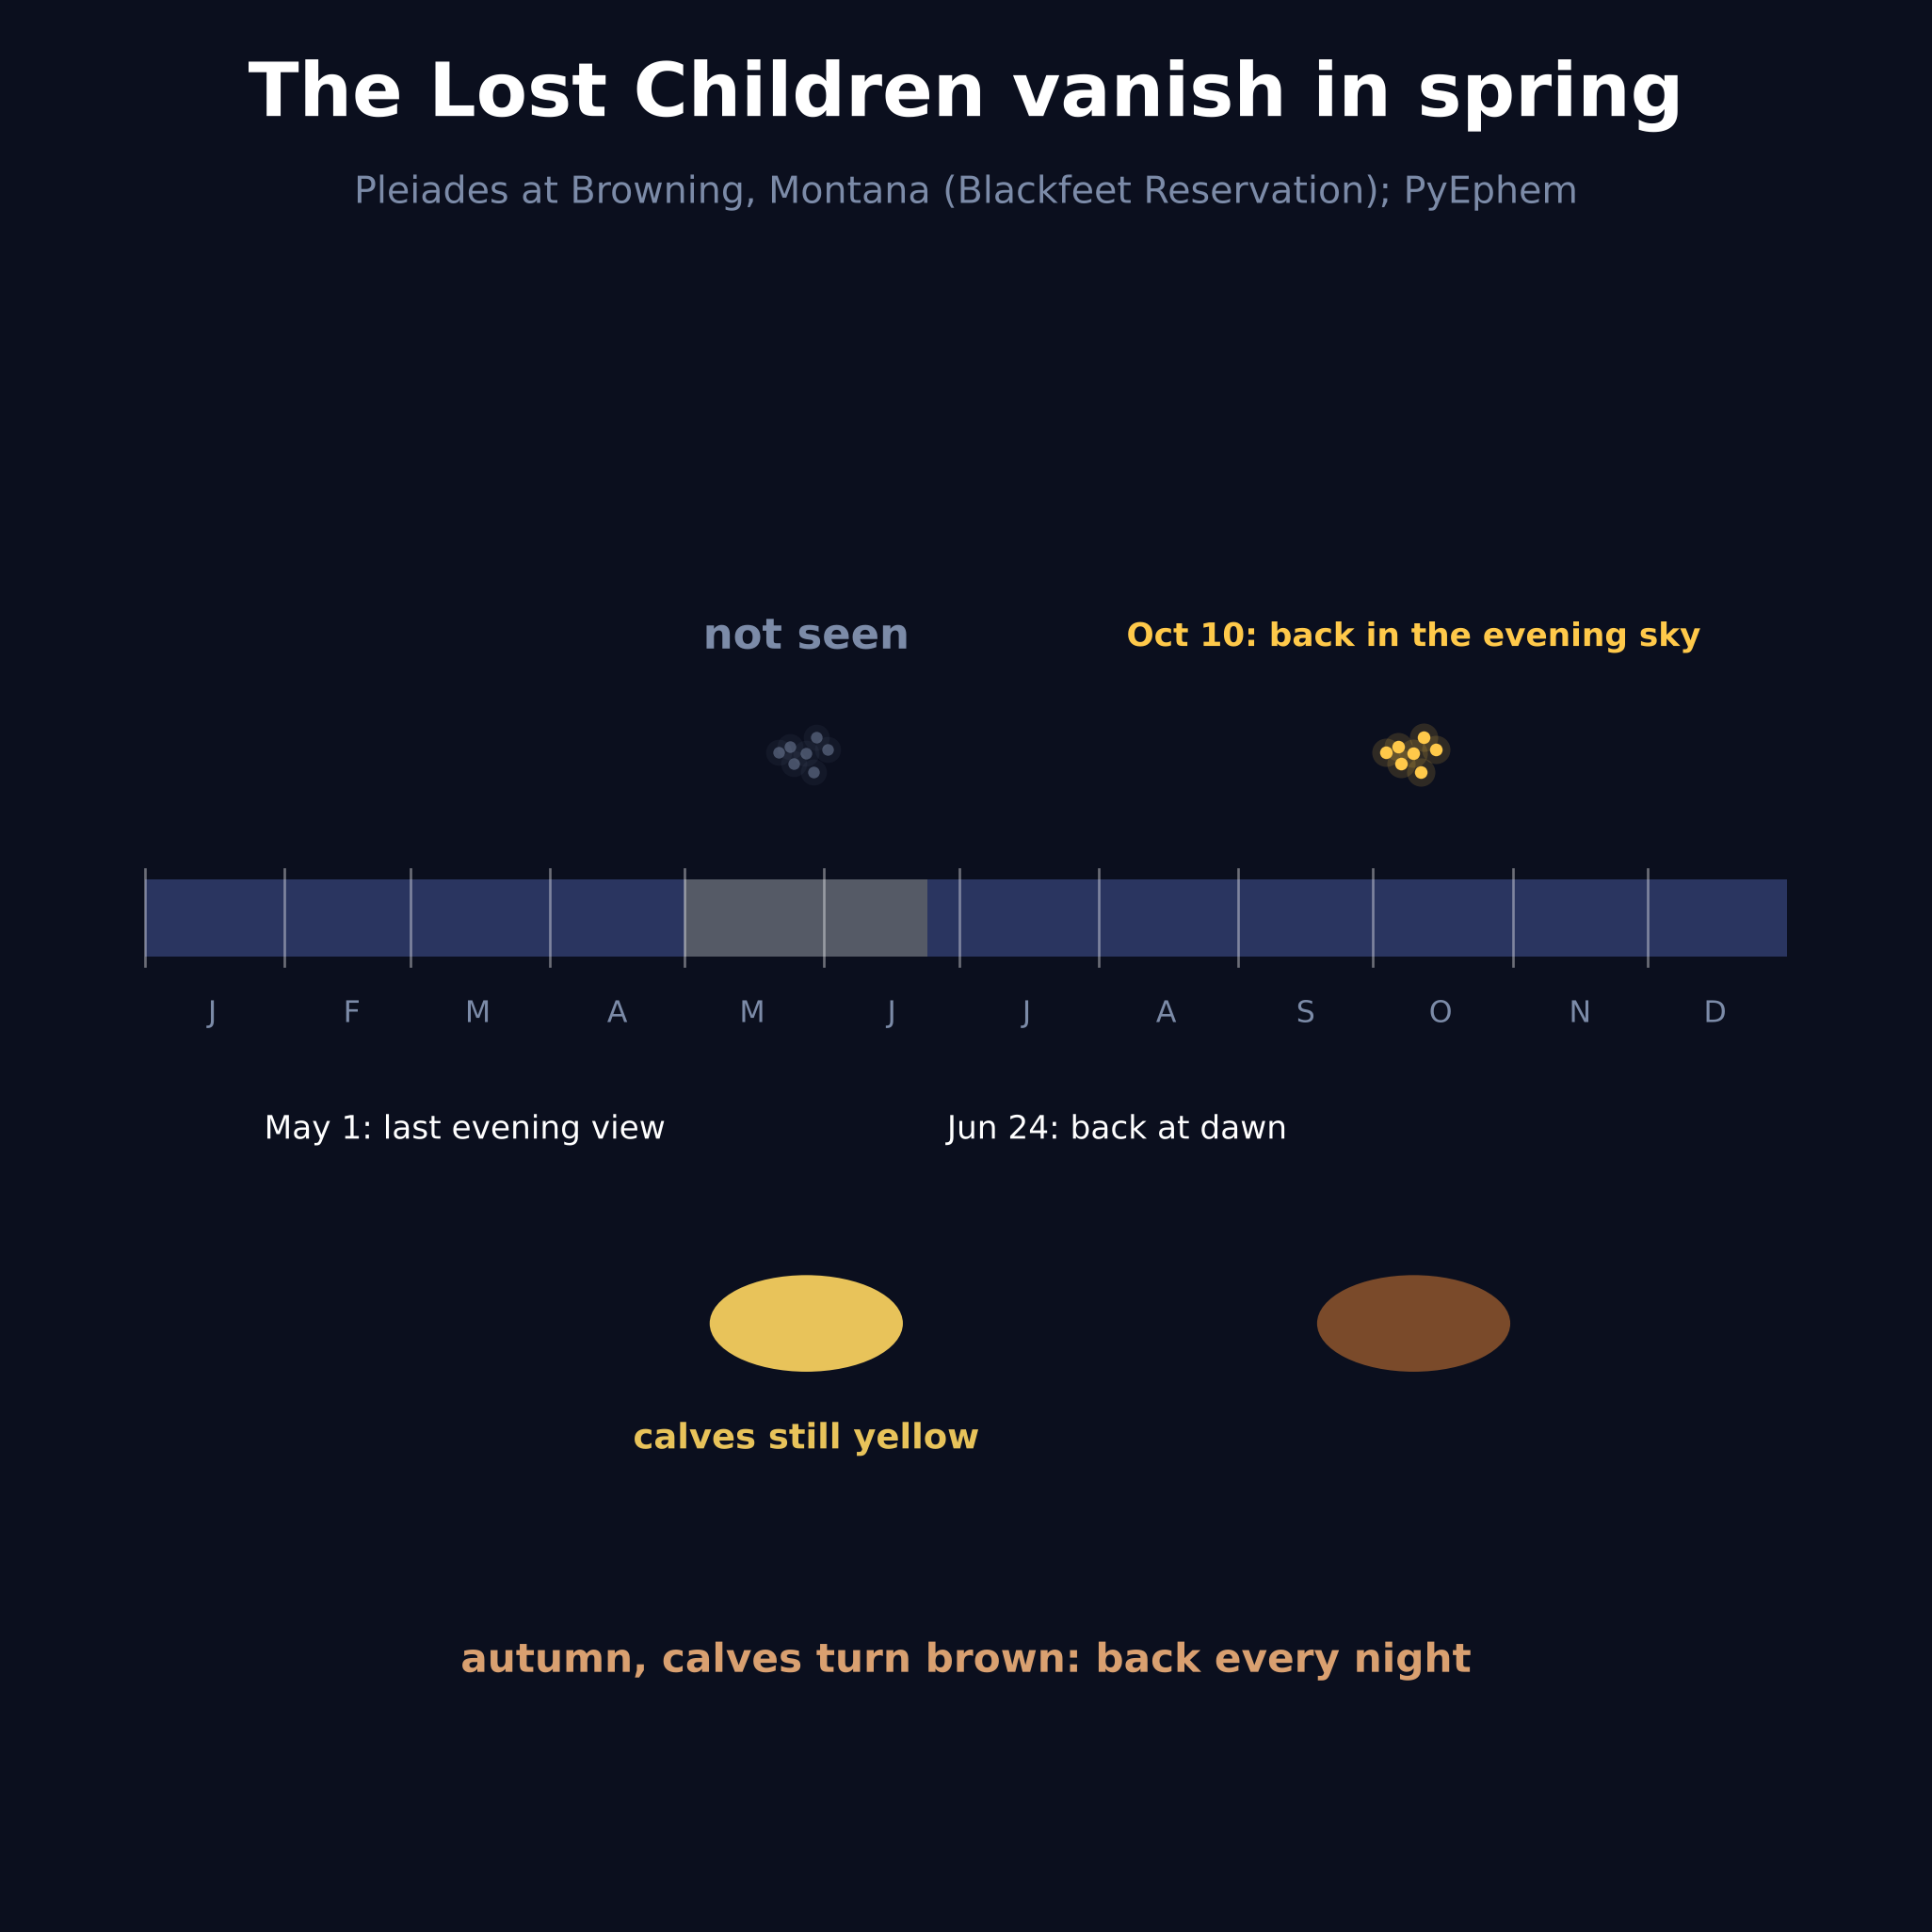 The Lost Children vanish in spring
Pleiades at Browning, Montana (Blackfeet Reservation); PyEphem
not seen
Oct 10: back in the evening sky
J F M A M J J A S O N D
May 1: last evening view
Jun 24: back at dawn
calves still yellow
autumn, calves turn brown: back every night